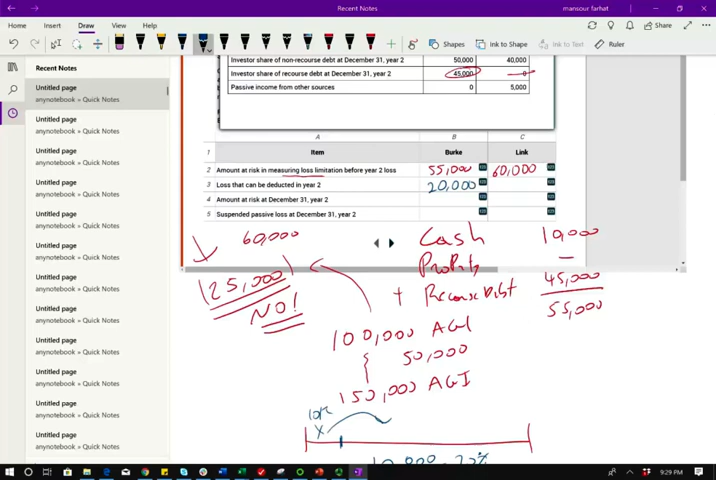 Recent Notes
mansour farhat
Home Insert Draw View Help
Share
Shapes
Ink to Shape
Ink to Text
Ruler
Recent Notes
Untitled page
anynotebook » Quick Notes
Untitled page
anynotebook » Quick Notes
Untitled page
anynotebook » Quick Notes
Untitled page
anynotebook » Quick Notes
Untitled page
anynotebook » Quick Notes
Untitled page
anynotebook » Quick Notes
Untitled page
anynotebook » Quick Notes
Untitled page
anynotebook » Quick Notes
Untitled page
anynotebook » Quick Notes
Untitled page
anynotebook » Quick Notes
Untitled page
anynotebook » Quick Notes
Untitled page
anynotebook » Quick Notes
Investor share of non-recourse debt at December 31, year 2 50,000 40,000
Investor share of recourse debt at December 31, year 2 45,000 0
Passive income from other sources 0 5,000
A B C
1 Item Burke Link
2 Amount at risk in measuring loss limitation before year 2 loss 55,000 60,000
3 Loss that can be deducted in year 2 20,000
4 Amount at risk at December 31, year 2
5 Suspended passive loss at December 31, year 2
60,000
125,000
NO!
Cash 10,000
Profits —
+ Recourse Debt 45,000
55,000
100,000 AGI
50,000
150,000 AGI
10K
X
9:29 PM